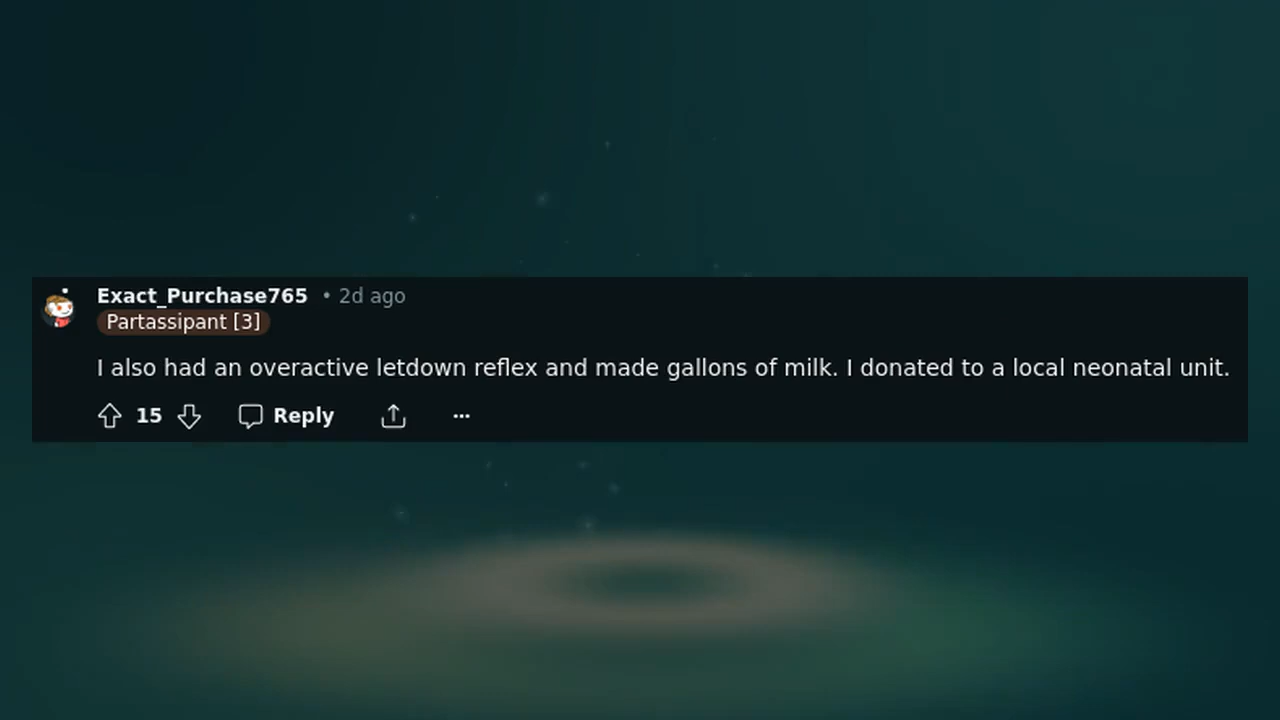 Exact_Purchase765 • 2d ago
Partassipant [3]
I also had an overactive letdown reflex and made gallons of milk. I donated to a local neonatal unit.
15 Reply